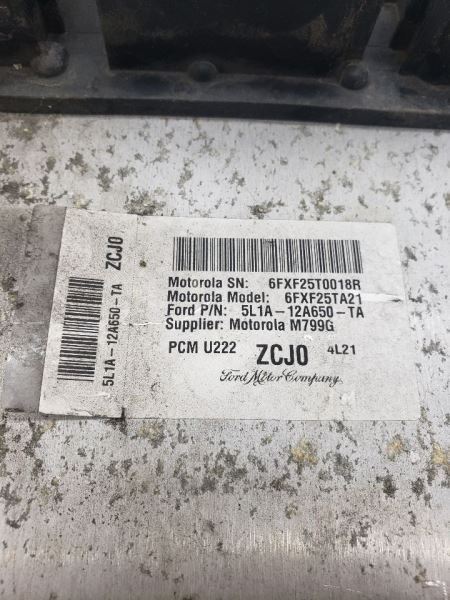 Motorola SN: 6FXF25T0018R
Motorola Model: 6FXF25TA21
Ford P/N: 5L1A-12A650-TA
Supplier: Motorola M799G
PCM U222 ZCJ0 4L21
Ford Motor Company
5L1A-12A650-TA ZCJ0